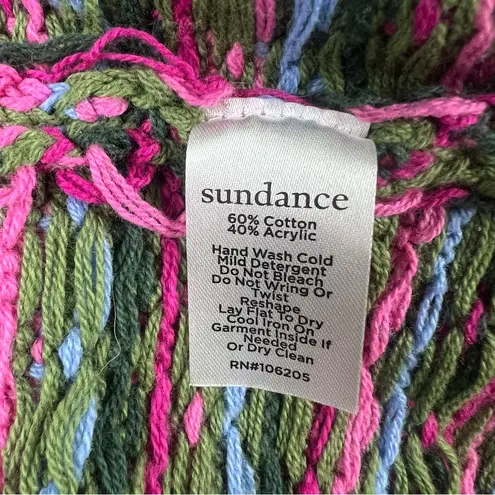 sundance
60% Cotton
40% Acrylic
Hand Wash Cold
Mild Detergent
Do Not Bleach
Do Not Wring Or
Twist
Reshape
Lay Flat To Dry
Cool Iron On
Garment Inside If
Needed
Or Dry Clean
RN#106205